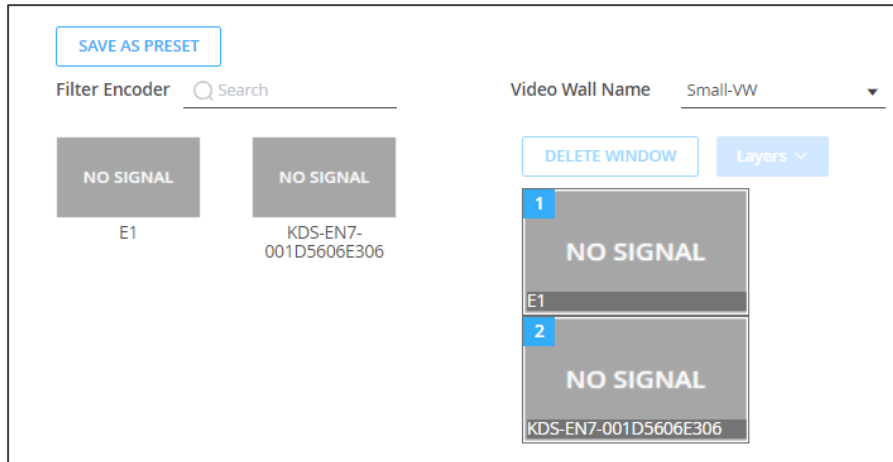 SAVE AS PRESET
Filter Encoder
Search
Video Wall Name
Small-VW
NO SIGNAL
E1
NO SIGNAL
KDS-EN7-
001D5606E306
DELETE WINDOW
Layers
1
NO SIGNAL
E1
2
NO SIGNAL
KDS-EN7-001D5606E306